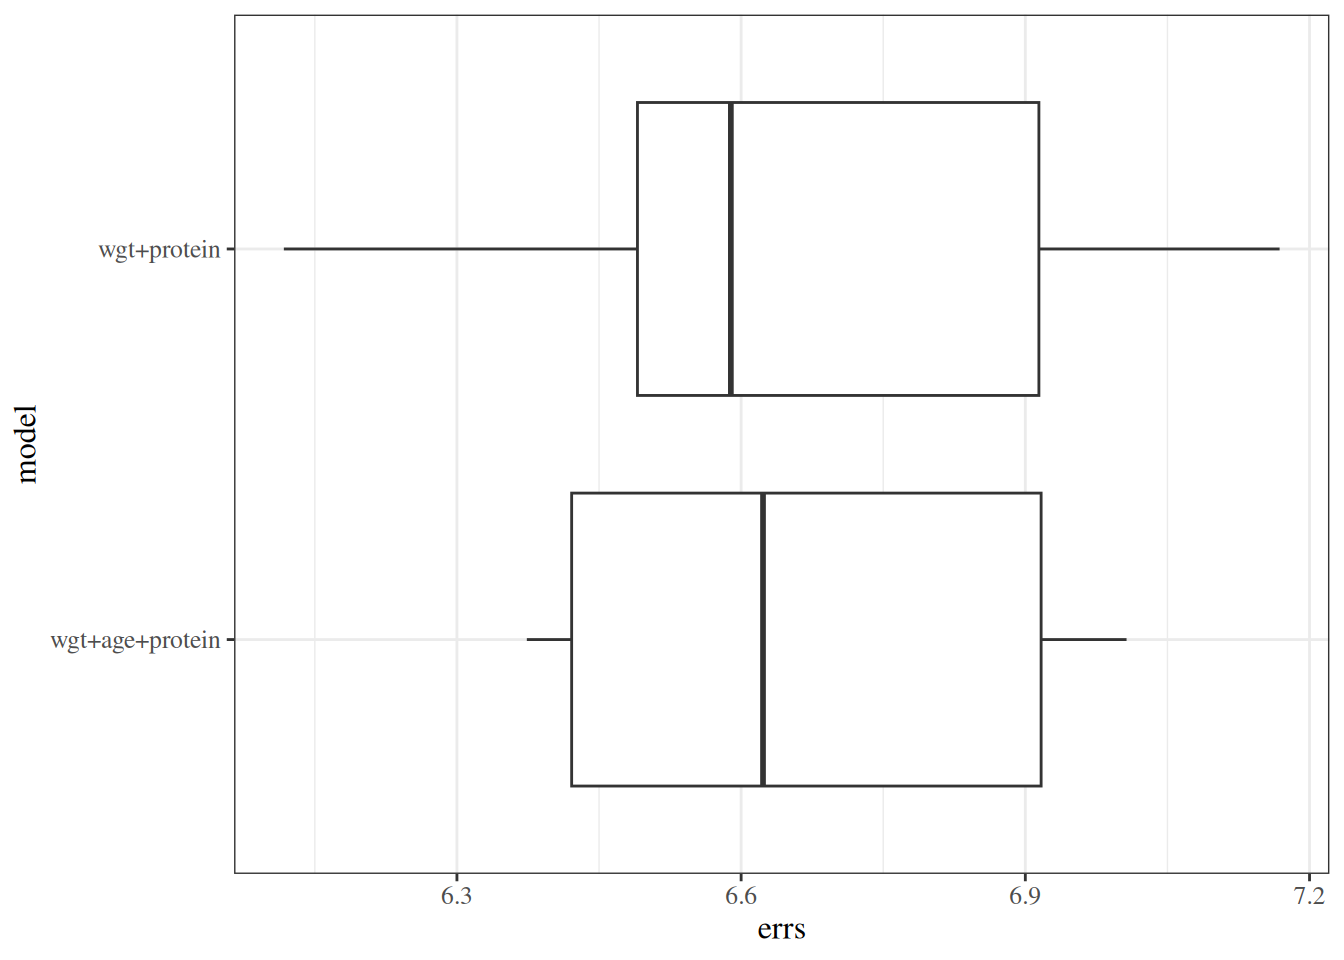 wgt+protein
model
wgt+age+protein
6.3 6.6 6.9 7.2
errs